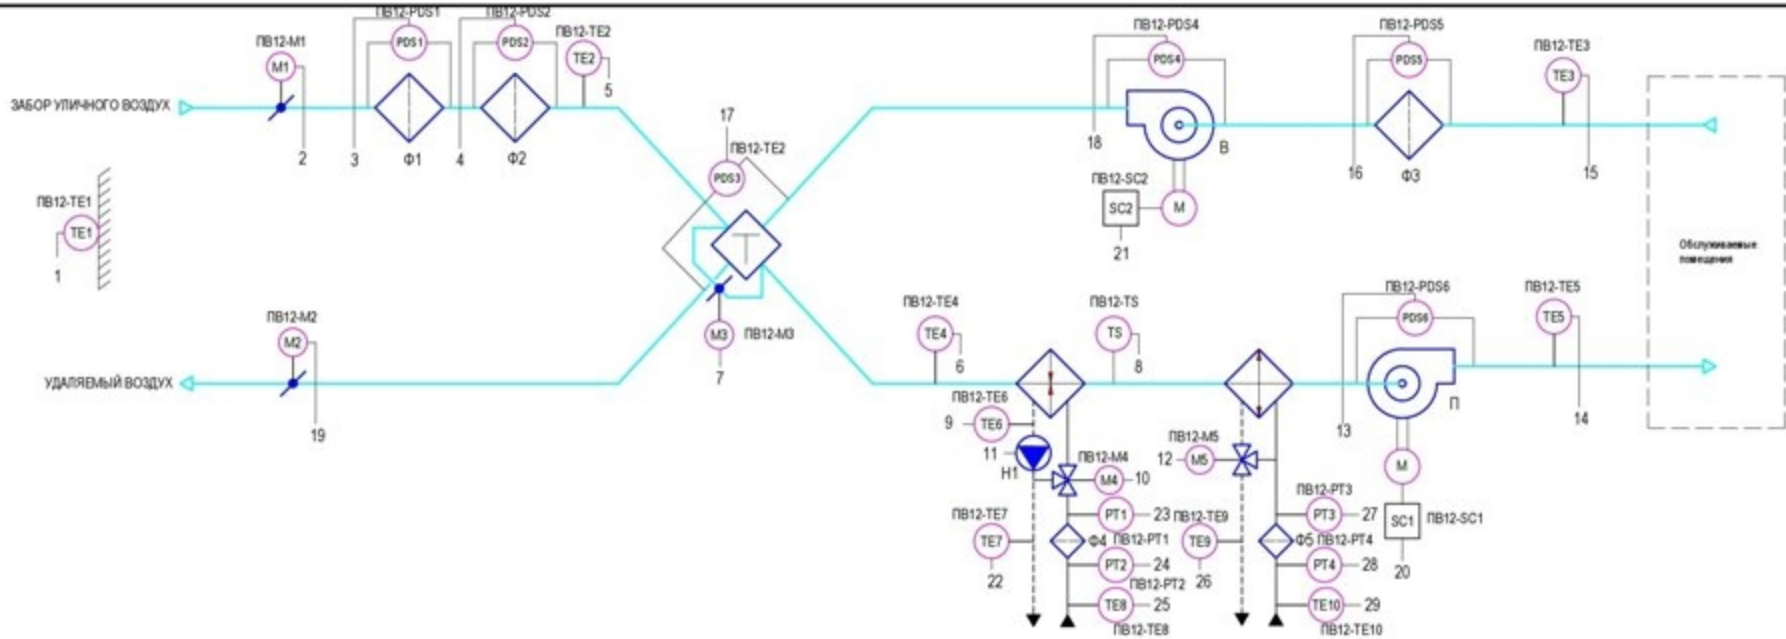 ПВ12-PDS1
ПВ12-PDS2
ПВ12-M1
ПВ12-TE2
PDS1
PDS2
M1
TE2
5
ЗАБОР УЛИЧНОГО ВОЗДУХ
2
3
Ф1
4
Ф2
17
ПВ12-TE2
PDS3
ПВ12-PDS4
PDS4
18
В
ПВ12-SC2
SC2
M
21
ПВ12-PDS5
PDS5
16
Ф3
ПВ12-TE3
TE3
15
Обслуживаемые
помещения
ПВ12-TE1
TE1
1
Т
M3
ПВ12-M3
7
ПВ12-M2
M2
УДАЛЯЕМЫЙ ВОЗДУХ
19
ПВ12-TE4
TE4
6
ПВ12-TS
TS
8
ПВ12-PDS6
PDS6
13
П
ПВ12-TE5
TE5
14
ПВ12-TE6
9
TE6
11
Н1
ПВ12-M4
M4
10
ПВ12-M5
12
M5
M
ПВ12-TE7
TE7
22
PT1
23
Ф4
ПВ12-PT1
PT2
24
ПВ12-PT2
TE8
25
ПВ12-TE8
ПВ12-TE9
TE9
26
ПВ12-PT3
PT3
27
Ф5
ПВ12-PT4
PT4
28
TE10
29
ПВ12-TE10
SC1
ПВ12-SC1
20